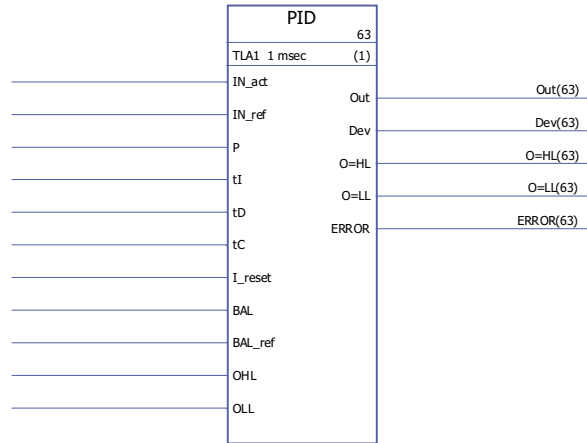 PID
63
TLA1 1 msec (1)
IN_act
Out Out(63)
IN_ref
Dev Dev(63)
P
O=HL O=HL(63)
tI
O=LL O=LL(63)
tD
ERROR ERROR(63)
tC
I_reset
BAL
BAL_ref
OHL
OLL